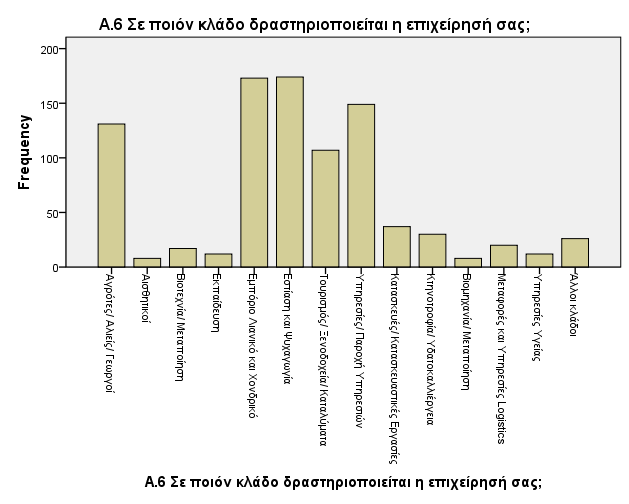 A.6 Σε ποιόν κλάδο δραστηριοποιείται η επιχείρησή σας;
200
150
100
50
0
Frequency
Αγρότες/ Αλιείς/ Γεωργοί
Αισθητικοί
Βιοτεχνία/ Μεταποίηση
Εκπαίδευση
Εμπόριο Λιανικό και Χονδρικό
Εστίαση και Ψυχαγωγία
Τουρισμός/ Ξενοδοχεία/ Καταλύματα
Υπηρεσίες/ Παροχή Υπηρεσιών
Κατασκευές/ Κατασκευαστικές Εργασίες
Κτηνοτροφία/ Υδατοκαλλιέργεια
Βιομηχανία/ Μεταποίηση
Μεταφορές και Υπηρεσίες Logistics
Υπηρεσίες Υγείας
Άλλοι κλάδοι
A.6 Σε ποιόν κλάδο δραστηριοποιείται η επιχείρησή σας;